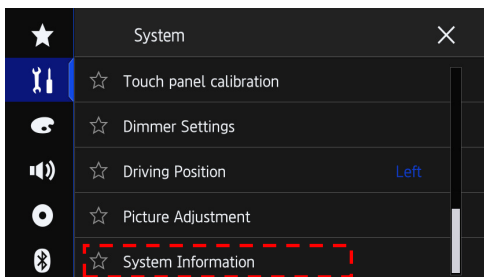 System
Touch panel calibration
Dimmer Settings
Driving Position Left
Picture Adjustment
System Information